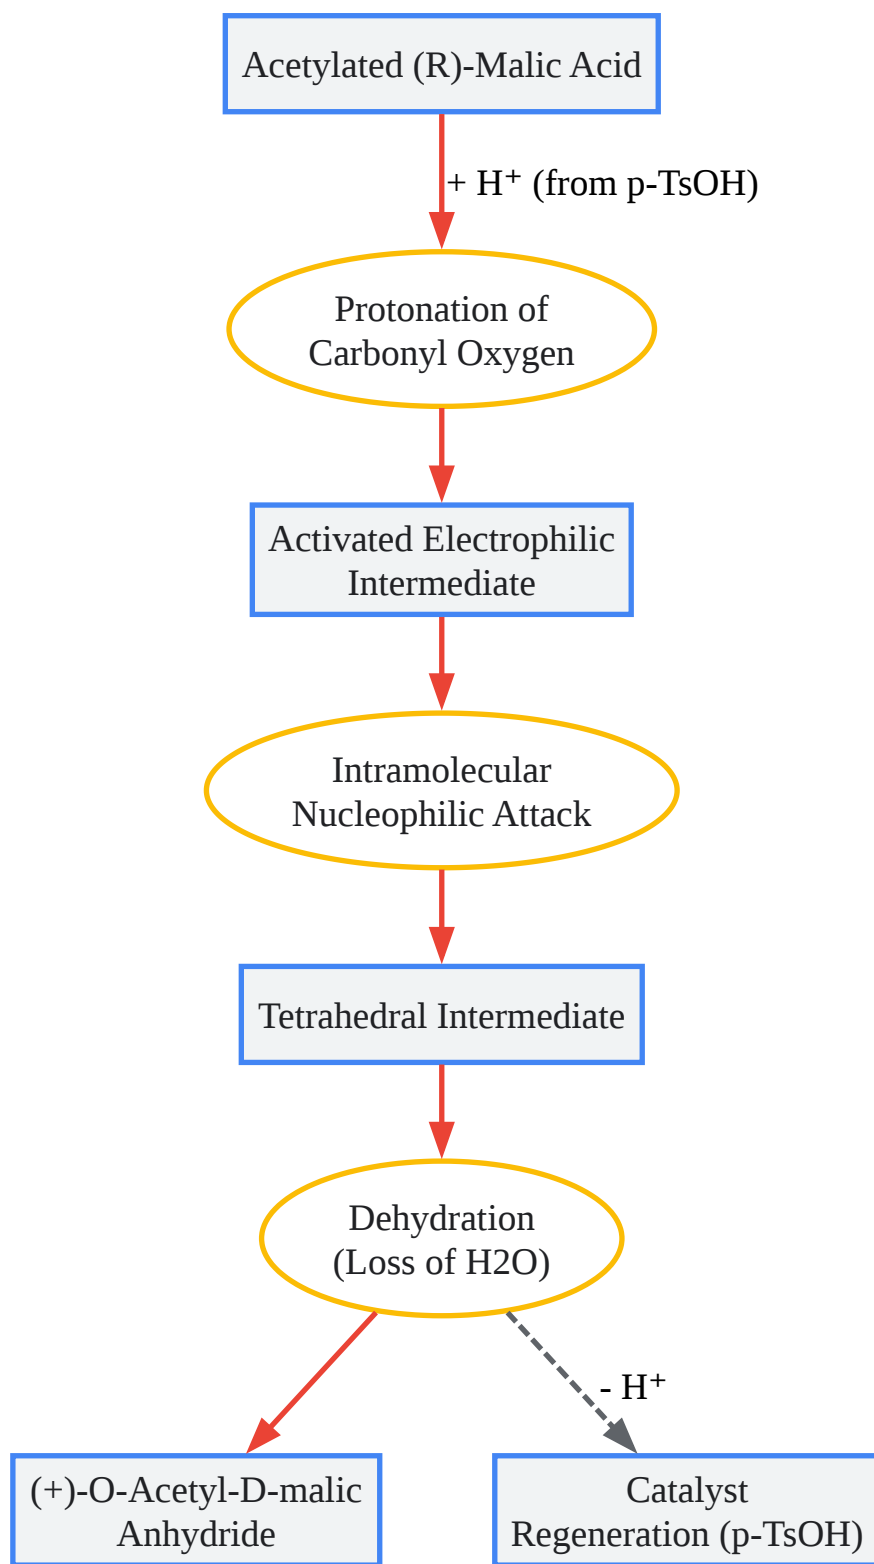 Acetylated (R)-Malic Acid
+ H⁺ (from p-TsOH)
Protonation of
Carbonyl Oxygen
Activated Electrophilic
Intermediate
Intramolecular
Nucleophilic Attack
Tetrahedral Intermediate
Dehydration
(Loss of H2O)
- H⁺
(+)-O-Acetyl-D-malic
Anhydride
Catalyst
Regeneration (p-TsOH)